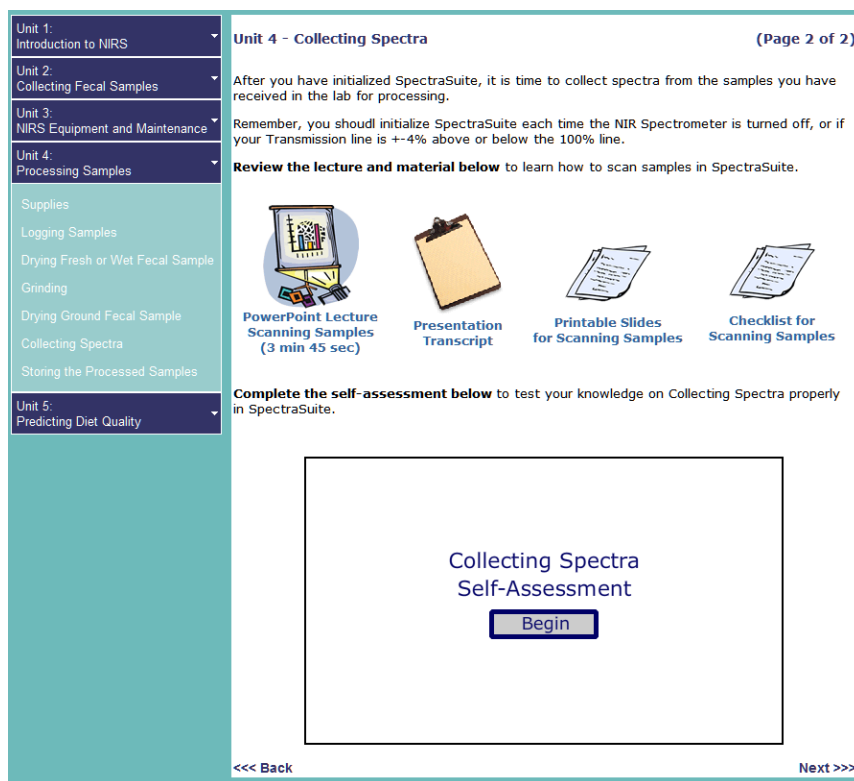 Unit 1:
Introduction to NIRS
Unit 2:
Collecting Fecal Samples
Unit 3:
NIRS Equipment and Maintenance
Unit 4:
Processing Samples
Supplies
Logging Samples
Drying Fresh or Wet Fecal Sample
Grinding
Drying Ground Fecal Sample
Collecting Spectra
Storing the Processed Samples
Unit 5:
Predicting Diet Quality
Unit 4 - Collecting Spectra
(Page 2 of 2)
After you have initialized SpectraSuite, it is time to collect spectra from the samples you have
received in the lab for processing.
Remember, you shoudl initialize SpectraSuite each time the NIR Spectrometer is turned off, or if
your Transmission line is +-4% above or below the 100% line.
Review the lecture and material below to learn how to scan samples in SpectraSuite.
PowerPoint Lecture
Scanning Samples
(3 min 45 sec)
Presentation
Transcript
Printable Slides
for Scanning Samples
Checklist for
Scanning Samples
Complete the self-assessment below to test your knowledge on Collecting Spectra properly
in SpectraSuite.
Collecting Spectra
Self-Assessment
Begin
<<< Back
Next >>>